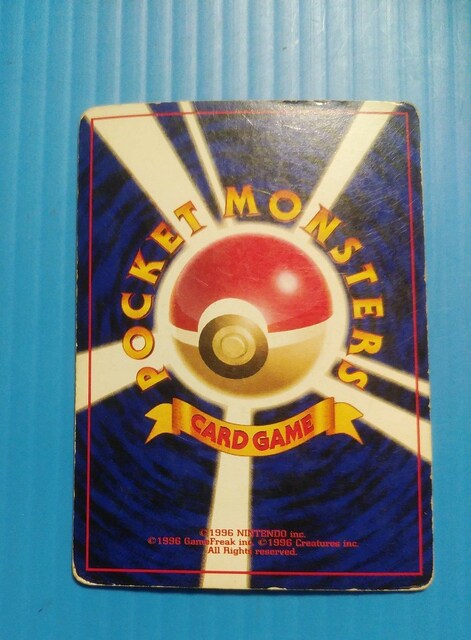 POCKET MONSTERS
CARD GAME
©1996 NINTENDO inc.
©1996 GameFreak inc. ©1996 Creatures inc.
All Rights reserved.